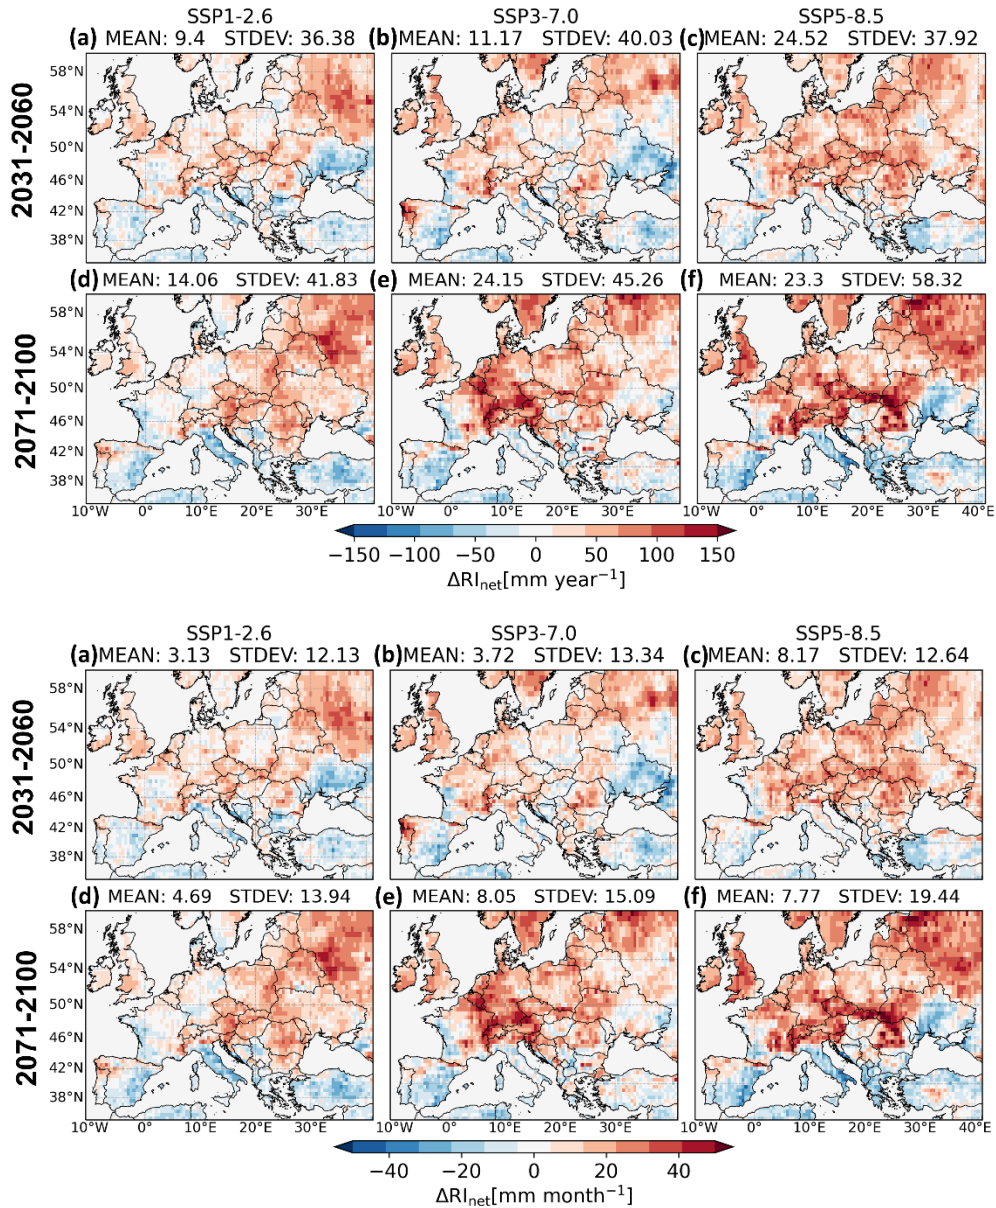 SSP1-2.6 SSP3-7.0 SSP5-8.5
(a) MEAN: 9.4 STDEV: 36.38 (b) MEAN: 11.17 STDEV: 40.03 (c) MEAN: 24.52 STDEV: 37.92
2031-2060
58°N
54°N
50°N
46°N
42°N
38°N
(d) MEAN: 14.06 STDEV: 41.83 (e) MEAN: 24.15 STDEV: 45.26 (f) MEAN: 23.3 STDEV: 58.32
2071-2100
54°N
50°N
46°N
42°N
38°N
10°W 0° 10°E 20°E 30°E 10°W 0° 10°E 20°E 30°E 10°W 0° 10°E 20°E 30°E 40°E
−150 −100 −50 0 50 100 150
ΔRI_net[mm year⁻¹]
SSP1-2.6 SSP3-7.0 SSP5-8.5
(a) MEAN: 3.13 STDEV: 12.13 (b) MEAN: 3.72 STDEV: 13.34 (c) MEAN: 8.17 STDEV: 12.64
2031-2060
58°N
54°N
50°N
46°N
42°N
38°N
(d) MEAN: 4.69 STDEV: 13.94 (e) MEAN: 8.05 STDEV: 15.09 (f) MEAN: 7.77 STDEV: 19.44
2071-2100
54°N
50°N
46°N
42°N
38°N
10°W 0° 10°E 20°E 30°E 10°W 0° 10°E 20°E 30°E 10°W 0° 10°E 20°E 30°E 40°E
−40 −20 0 20 40
ΔRI_net[mm month⁻¹]